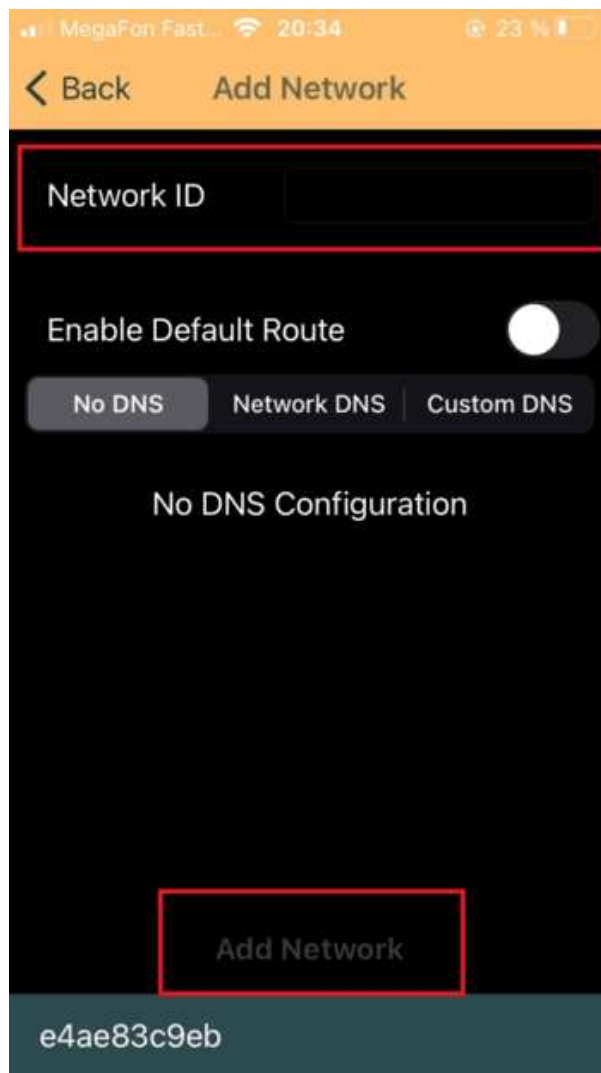 MegaFon Fast... 20:34 23 %
Back Add Network
Network ID
Enable Default Route
No DNS Network DNS Custom DNS
No DNS Configuration
Add Network
e4ae83c9eb